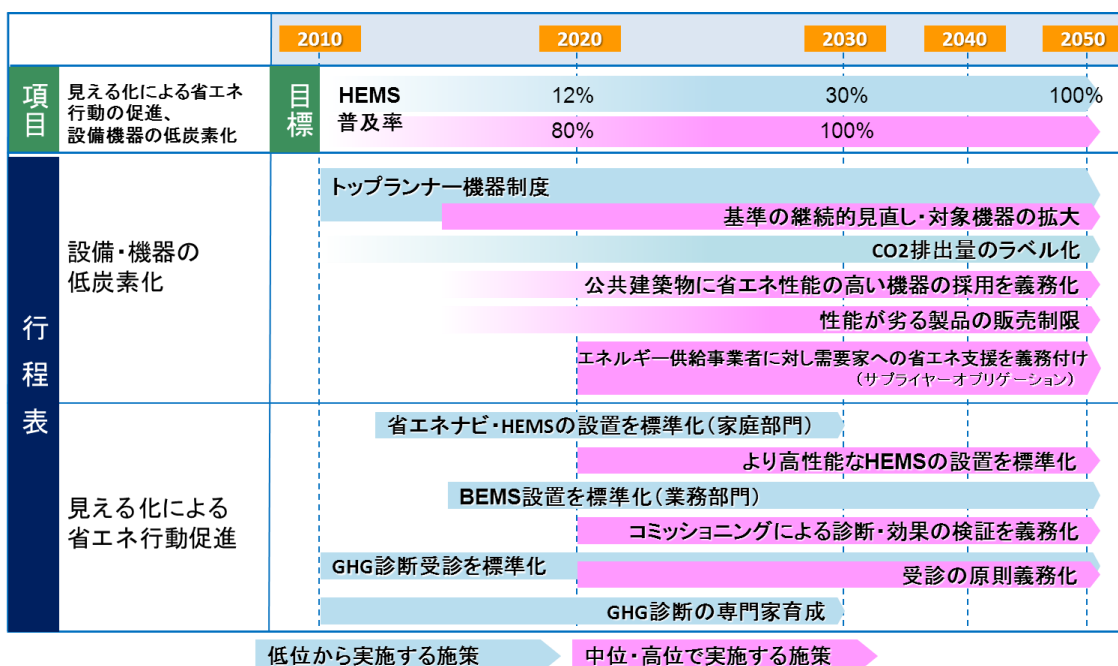 2010 2020 2030 2040 2050
項目
見える化による省エネ
行動の促進、
設備機器の低炭素化
目標
HEMS
普及率
12% 30% 100%
80% 100%
行程表
設備・機器の
低炭素化
トップランナー機器制度
基準の継続的見直し・対象機器の拡大
CO2排出量のラベル化
公共建築物に省エネ性能の高い機器の採用を義務化
性能が劣る製品の販売制限
エネルギー供給事業者に対し需要家への省エネ支援を義務付け
（サプライヤーオブリゲーション）
見える化による
省エネ行動促進
省エネナビ・HEMSの設置を標準化（家庭部門）
より高性能なHEMSの設置を標準化
BEMS設置を標準化（業務部門）
コミッショニングによる診断・効果の検証を義務化
GHG診断受診を標準化
受診の原則義務化
GHG診断の専門家育成
低位から実施する施策
中位・高位で実施する施策